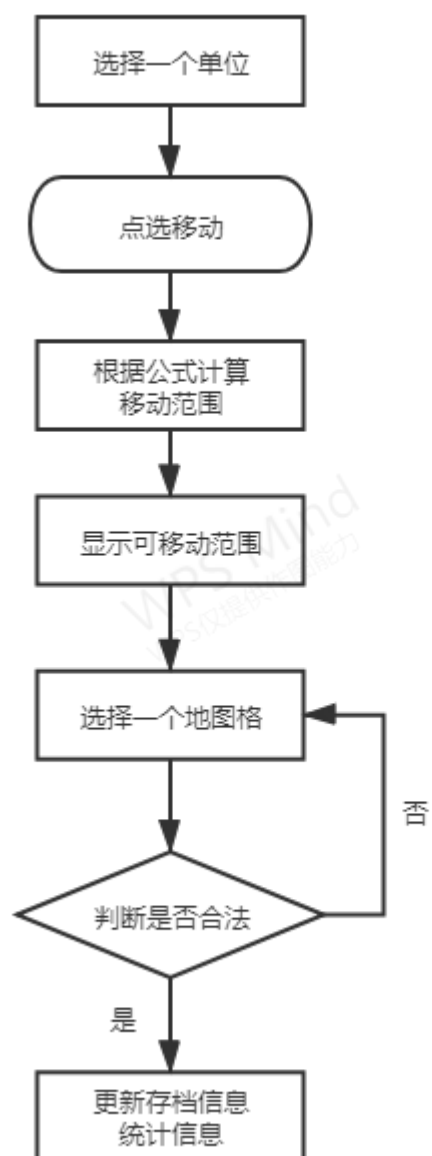 选择一个单位
点选移动
根据公式计算
移动范围
显示可移动范围
WPS Mind
选择一个地图格
否
判断是否合法
是
更新存档信息
统计信息